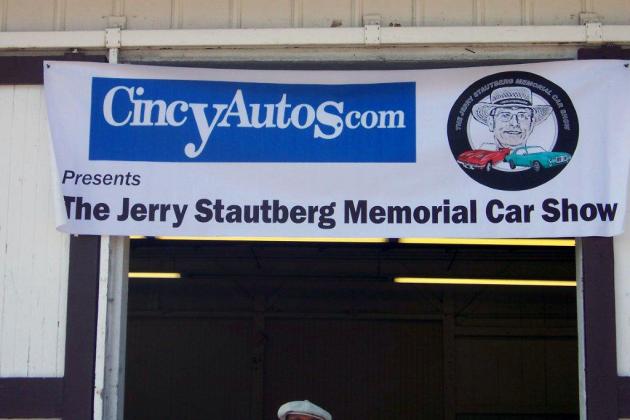 CincyAutos.com
THE JERRY STAUTBERG MEMORIAL CAR SHOW
Presents
The Jerry Stautberg Memorial Car Show